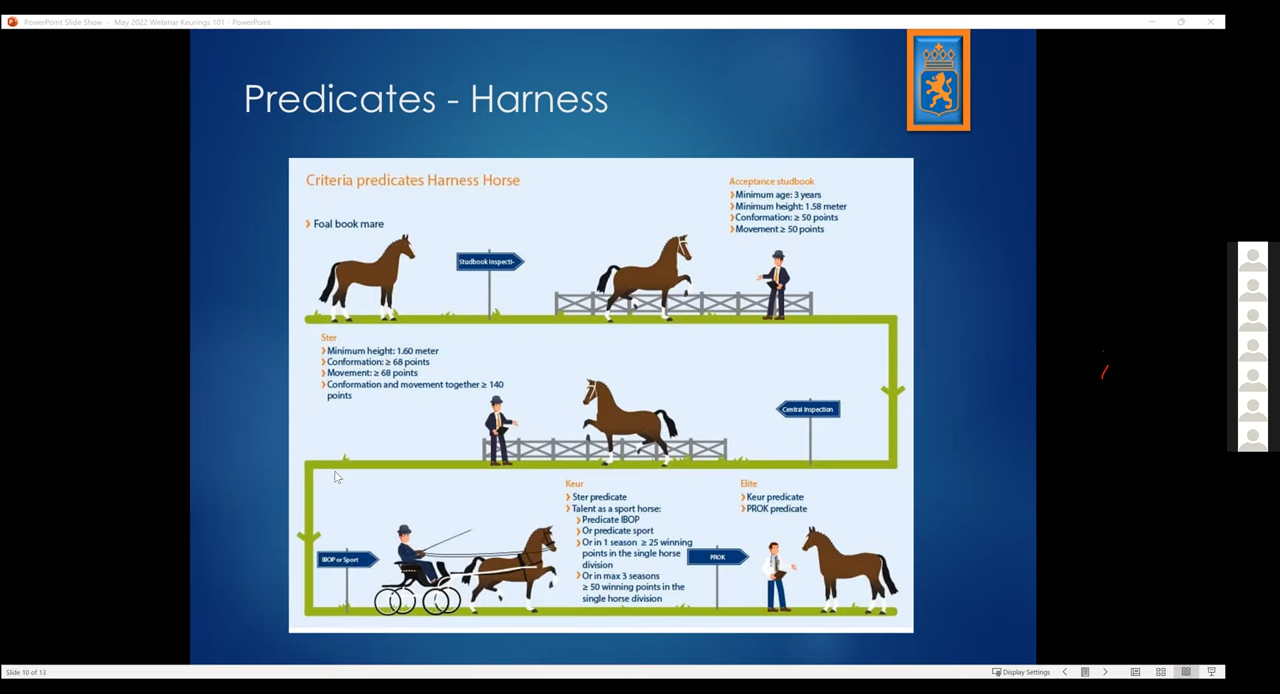 PowerPoint Slide Show - May 2022 Webinar Keurings 101 - PowerPoint
Predicates - Harness
Criteria predicates Harness Horse
Foal book mare
Studbook Inspecti-
Acceptance studbook
Minimum age: 3 years
Minimum height: 1.58 meter
Conformation: ≥ 50 points
Movement ≥ 50 points
Ster
Minimum height: 1.60 meter
Conformation: ≥ 68 points
Movement: ≥ 68 points
Conformation and movement together ≥ 140
points
Central Inspection
IBOP or Sport
Keur
Ster predicate
Talent as a sport horse:
Predicate IBOP
Or predicate sport
Or in 1 season ≥ 25 winning
points in the single horse
division
Or in max 3 seasons
≥ 50 winning points in the
single horse division
PROK
Elite
Keur predicate
PROK predicate
Slide 10 of 13
Display Settings